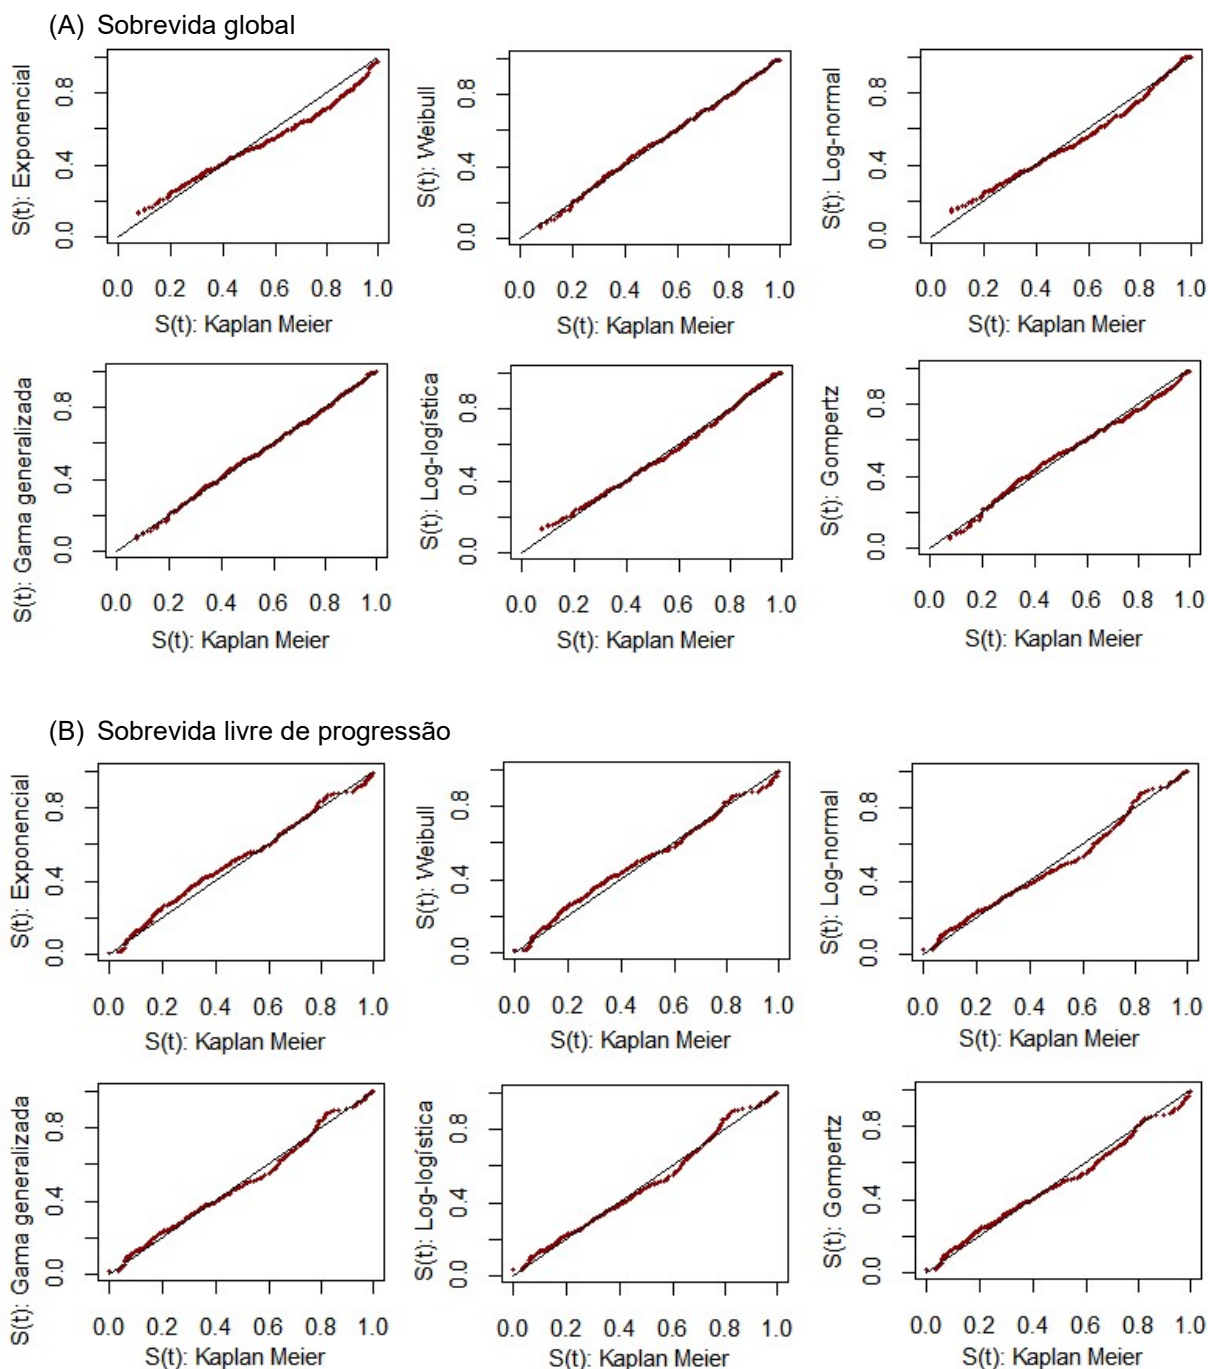 (A) Sobrevida global
S(t): Exponencial
0.0 0.4 0.8
0.0 0.2 0.4 0.6 0.8 1.0
S(t): Kaplan Meier
S(t): Weibull
0.0 0.4 0.8
0.0 0.2 0.4 0.6 0.8 1.0
S(t): Kaplan Meier
S(t): Log-normal
0.0 0.4 0.8
0.0 0.2 0.4 0.6 0.8 1.0
S(t): Kaplan Meier
S(t): Gama generalizada
0.0 0.4 0.8
0.0 0.2 0.4 0.6 0.8 1.0
S(t): Kaplan Meier
S(t): Log-logística
0.0 0.4 0.8
0.0 0.2 0.4 0.6 0.8 1.0
S(t): Kaplan Meier
S(t): Gompertz
0.0 0.4 0.8
0.0 0.2 0.4 0.6 0.8 1.0
S(t): Kaplan Meier
(B) Sobrevida livre de progressão
S(t): Exponencial
0.0 0.4 0.8
0.0 0.2 0.4 0.6 0.8 1.0
S(t): Kaplan Meier
S(t): Weibull
0.0 0.4 0.8
0.0 0.2 0.4 0.6 0.8 1.0
S(t): Kaplan Meier
S(t): Log-normal
0.0 0.4 0.8
0.0 0.2 0.4 0.6 0.8 1.0
S(t): Kaplan Meier
S(t): Gama generalizada
0.0 0.4 0.8
0.0 0.2 0.4 0.6 0.8 1.0
S(t): Kaplan Meier
S(t): Log-logística
0.0 0.4 0.8
0.0 0.2 0.4 0.6 0.8 1.0
S(t): Kaplan Meier
S(t): Gompertz
0.0 0.4 0.8
0.0 0.2 0.4 0.6 0.8 1.0
S(t): Kaplan Meier